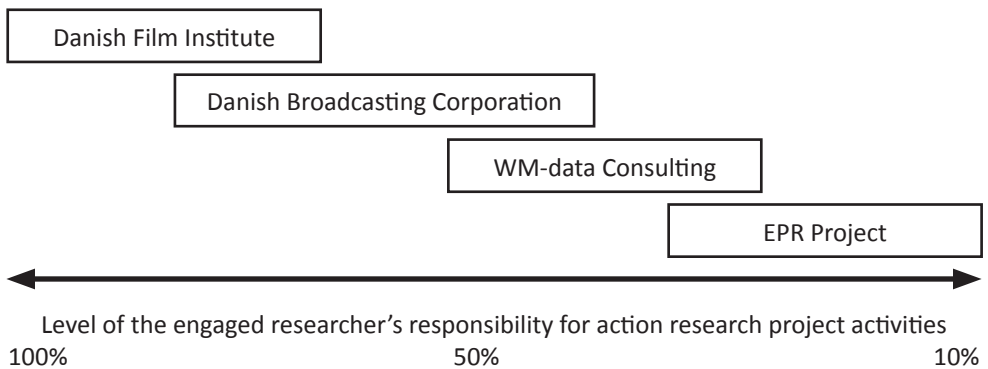 Danish Film Institute
Danish Broadcasting Corporation
WM-data Consulting
EPR Project
Level of the engaged researcher’s responsibility for action research project activities
100% 50% 10%